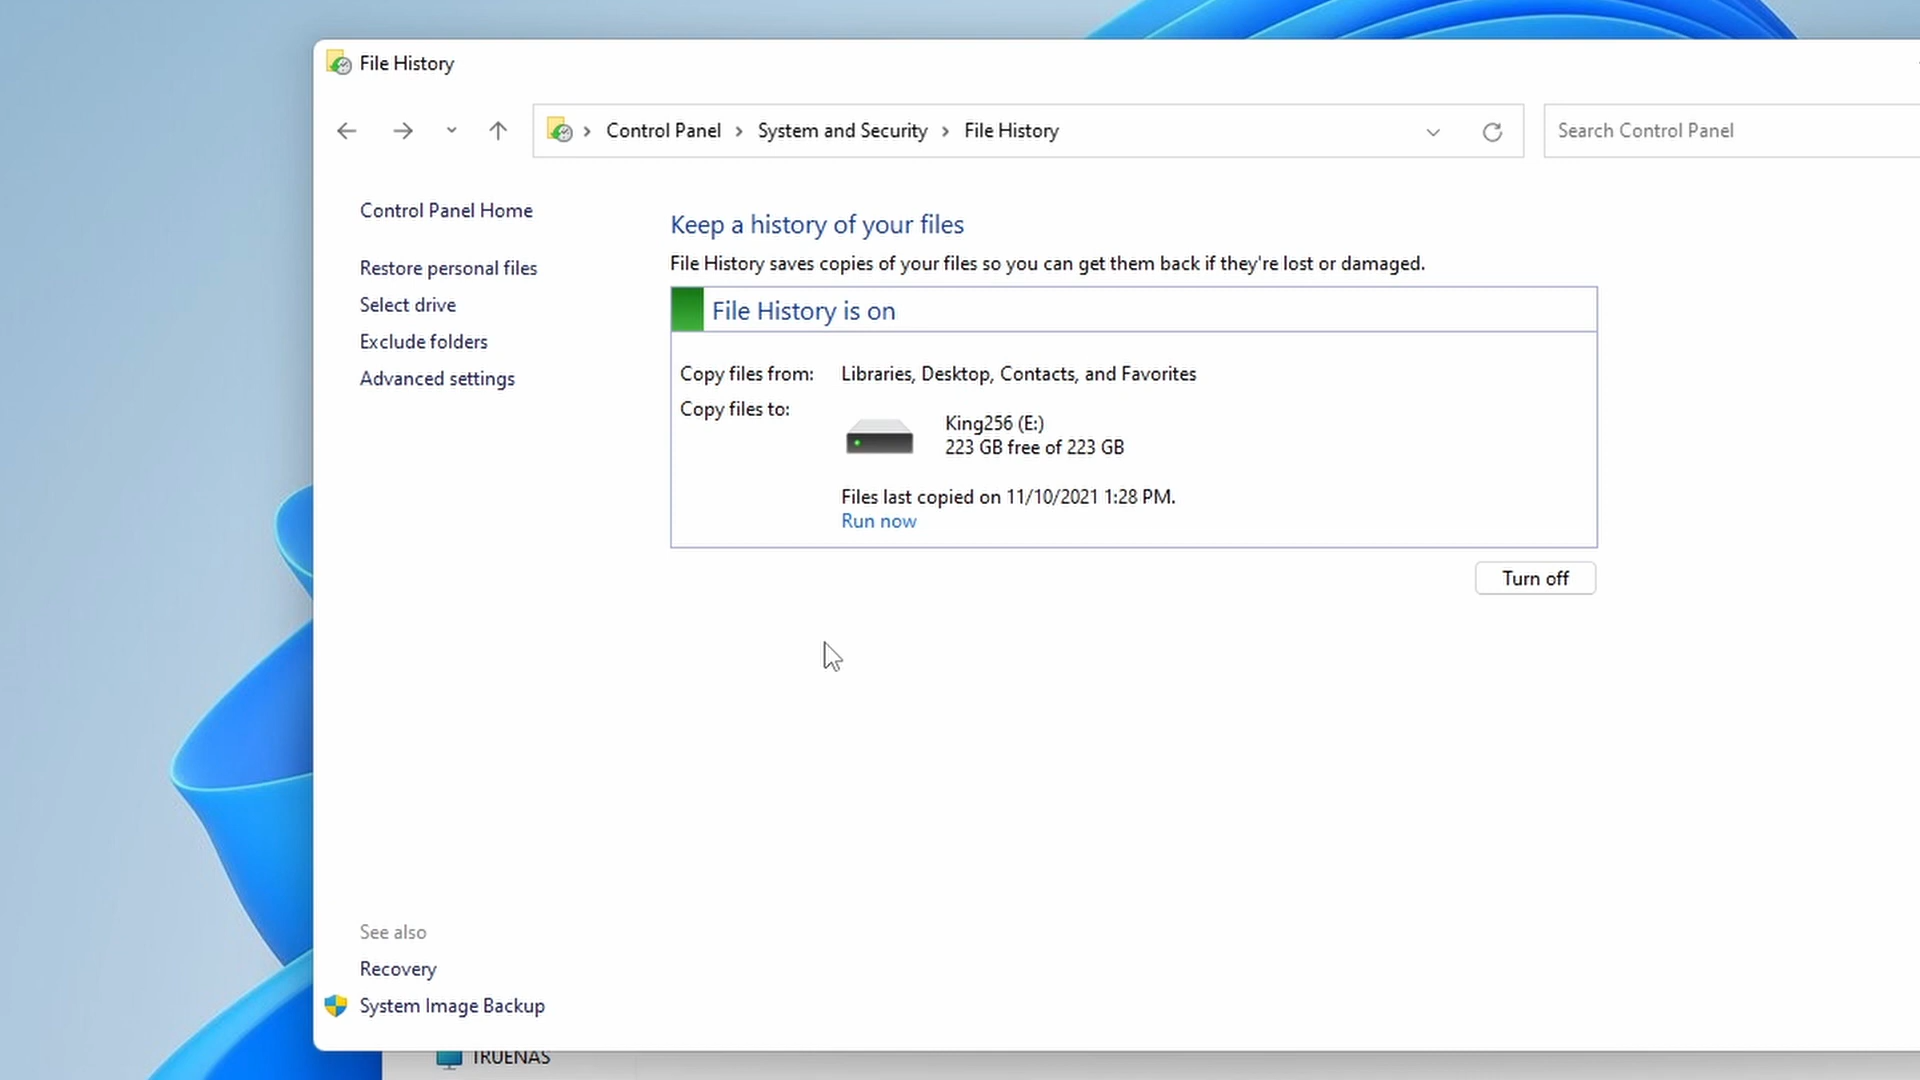 File History
Control Panel > System and Security > File History
Search Control Panel
Control Panel Home
Restore personal files
Select drive
Exclude folders
Advanced settings
Keep a history of your files
File History saves copies of your files so you can get them back if they're lost or damaged.
File History is on
Copy files from: Libraries, Desktop, Contacts, and Favorites
Copy files to:
King256 (E:)
223 GB free of 223 GB
Files last copied on 11/10/2021 1:28 PM.
Run now
Turn off
See also
Recovery
System Image Backup
TRUENAS